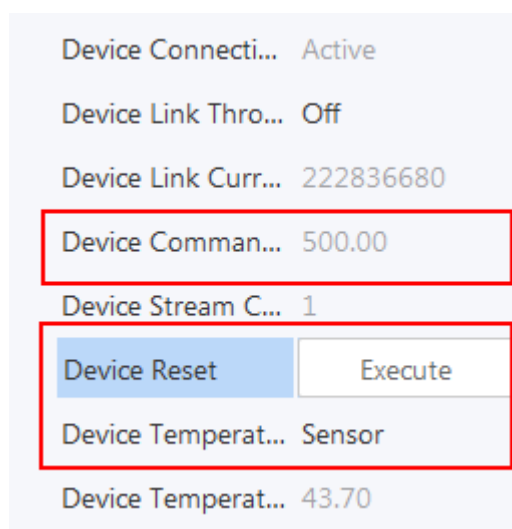 Device Connecti... Active
Device Link Thro... Off
Device Link Curr... 222836680
Device Comman... 500.00
Device Stream C... 1
Device Reset Execute
Device Temperat... Sensor
Device Temperat... 43.70